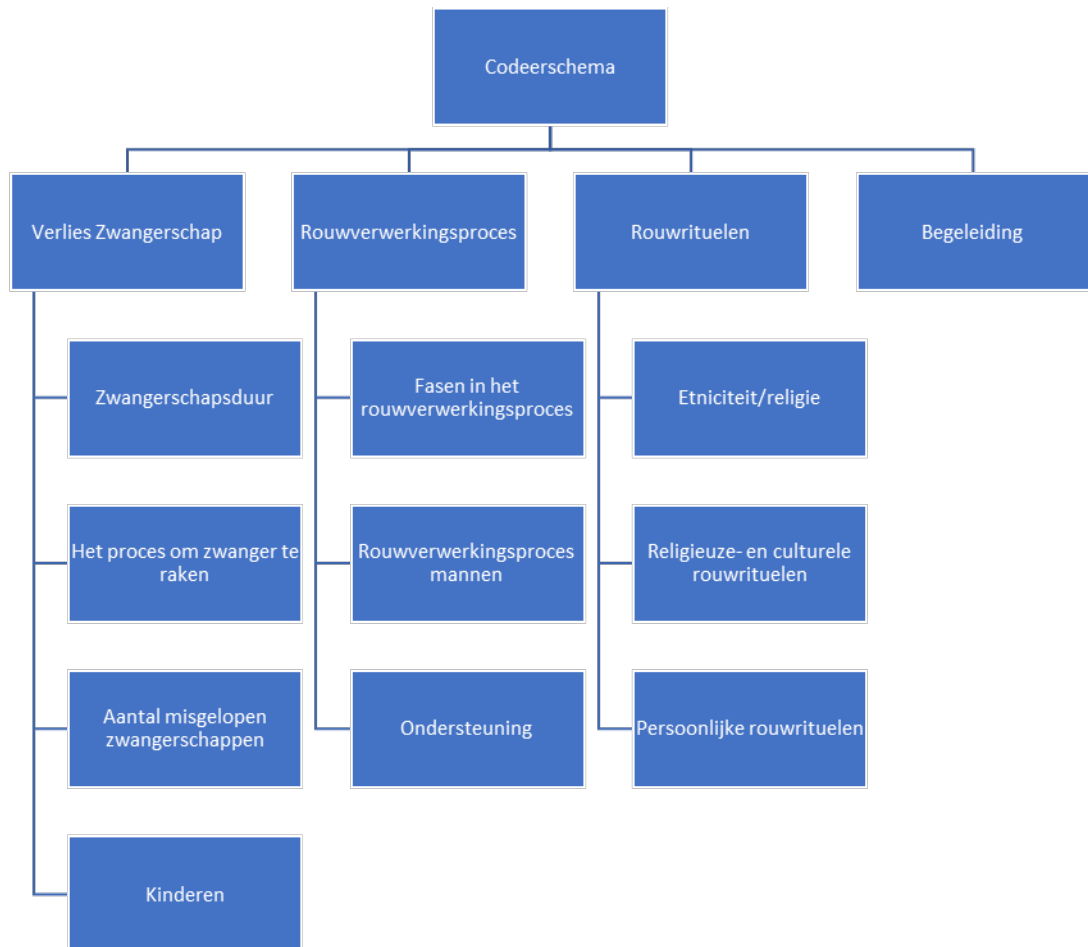 Codeerschema
Verlies Zwangerschap
Rouwverwerkingsproces
Rouwrituelen
Begeleiding
Zwangerschapsduur
Fasen in het
rouwverwerkingsproces
Etniciteit/religie
Het proces om zwanger te
raken
Rouwverwerkingsproces
mannen
Religieuze- en culturele
rouwrituelen
Aantal misgelopen
zwangerschappen
Ondersteuning
Persoonlijke rouwrituelen
Kinderen